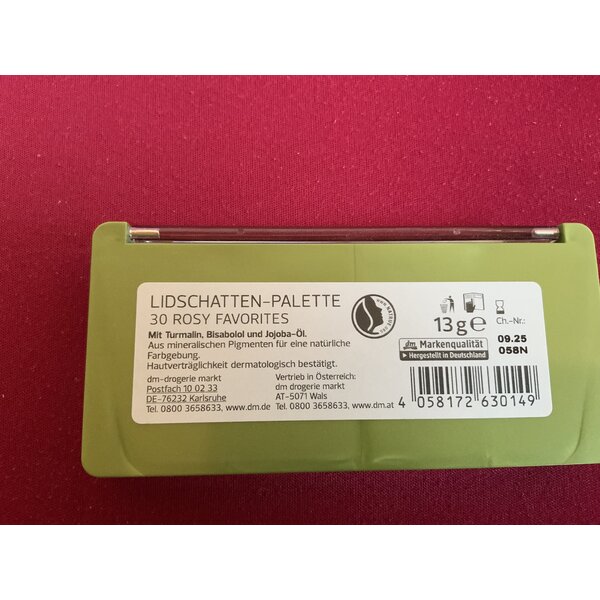 LIDSCHATTEN-PALETTE
30 ROSY FAVORITES
Mit Turmalin, Bisabolol und Jojoba-Öl.
Aus mineralischen Pigmenten für eine natürliche
Farbgebung.
Hautverträglichkeit dermatologisch bestätigt.
dm-drogerie markt
Postfach 10 02 33
DE-76232 Karlsruhe
Tel. 0800 3658633, www.dm.de
Vertrieb in Österreich:
dm drogerie markt
AT-5071 Wals
Tel. 0800 3658633, www.dm.at
13 g e
Ch.-Nr.:
dm Markenqualität
Hergestellt in Deutschland
09.25
058N
4 058172 630149